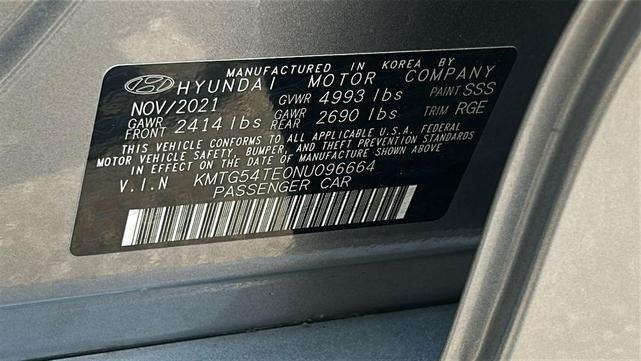 MANUFACTURED IN KOREA BY
HYUNDAI MOTOR COMPANY
NOV/2021 GVWR 4993 lbs PAINT SSS
GAWR FRONT 2414 lbs GAWR REAR 2690 lbs TRIM RGE
THIS VEHICLE CONFORMS TO ALL APPLICABLE U.S.A. FEDERAL
MOTOR VEHICLE SAFETY, BUMPER, AND THEFT PREVENTION STANDARDS
IN EFFECT ON THE DATE OF MANUFACTURE SHOWN ABOVE
V.I.N KMTG54TE0NU096664
PASSENGER CAR